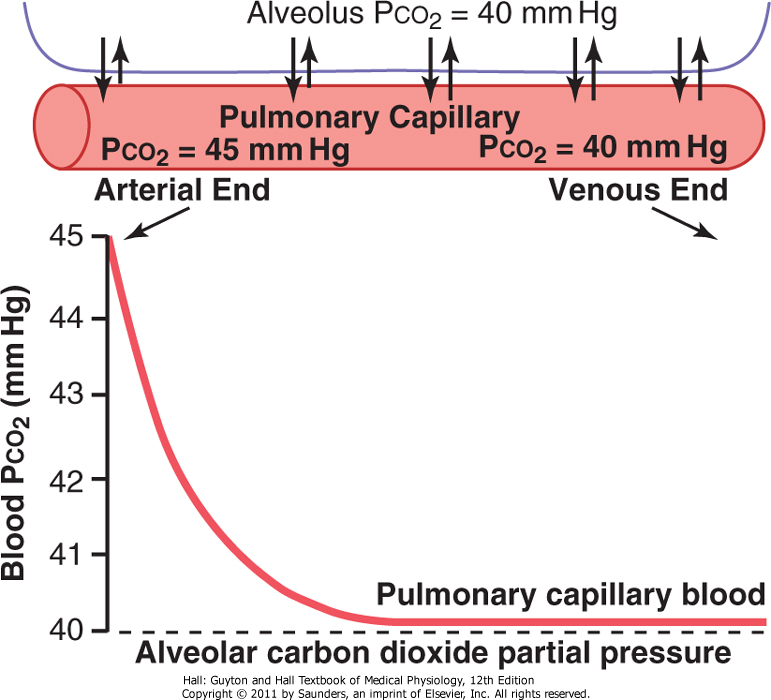 Alveolus PCO2 = 40 mm Hg
Pulmonary Capillary
PCO2 = 45 mm Hg
PCO2 = 40 mm Hg
Arterial End
Venous End
Blood PCO2 (mm Hg)
45
44
43
42
41
40
Pulmonary capillary blood
Alveolar carbon dioxide partial pressure
Hall: Guyton and Hall Textbook of Medical Physiology, 12th Edition
Copyright © 2011 by Saunders, an imprint of Elsevier, Inc. All rights reserved.